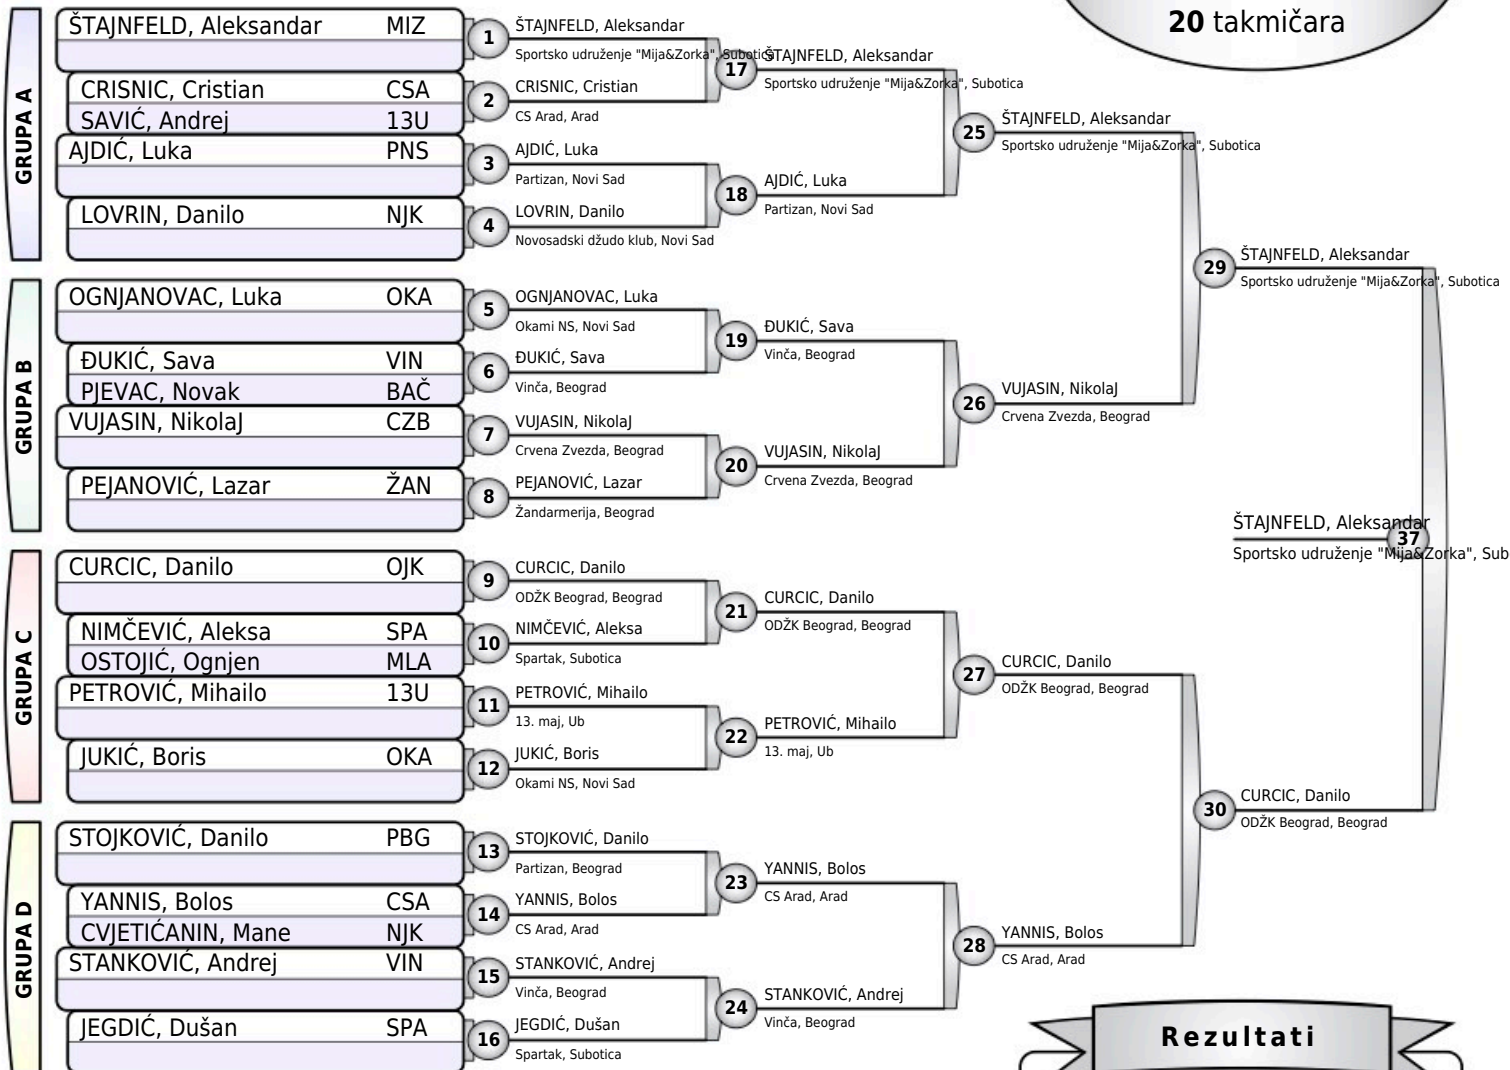 20 takmičara
GRUPA A
ŠTAJNFELD, Aleksandar MIZ
CRISNIC, Cristian CSA
SAVIĆ, Andrej 13U
AJDIĆ, Luka PNS
LOVRIN, Danilo NJK
GRUPA B
OGNJANOVAC, Luka OKA
ĐUKIĆ, Sava VIN
PJEVAC, Novak BAČ
VUJASIN, NikolaJ CZB
PEJANOVIĆ, Lazar ŽAN
GRUPA C
CURCIC, Danilo OJK
NIMČEVIĆ, Aleksa SPA
OSTOJIĆ, Ognjen MLA
PETROVIĆ, Mihailo 13U
JUKIĆ, Boris OKA
GRUPA D
STOJKOVIĆ, Danilo PBG
YANNIS, Bolos CSA
CVJETIĆANIN, Mane NJK
STANKOVIĆ, Andrej VIN
JEGDIĆ, Dušan SPA
1
ŠTAJNFELD, Aleksandar
Sportsko udruženje "Mija&Zorka", Subotica
2
CRISNIC, Cristian
CS Arad, Arad
3
AJDIĆ, Luka
Partizan, Novi Sad
4
LOVRIN, Danilo
Novosadski džudo klub, Novi Sad
5
OGNJANOVAC, Luka
Okami NS, Novi Sad
6
ĐUKIĆ, Sava
Vinča, Beograd
7
VUJASIN, NikolaJ
Crvena Zvezda, Beograd
8
PEJANOVIĆ, Lazar
Žandarmerija, Beograd
9
CURCIC, Danilo
ODŽK Beograd, Beograd
10
NIMČEVIĆ, Aleksa
Spartak, Subotica
11
PETROVIĆ, Mihailo
13. maj, Ub
12
JUKIĆ, Boris
Okami NS, Novi Sad
13
STOJKOVIĆ, Danilo
Partizan, Beograd
14
YANNIS, Bolos
CS Arad, Arad
15
STANKOVIĆ, Andrej
Vinča, Beograd
16
JEGDIĆ, Dušan
Spartak, Subotica
17
ŠTAJNFELD, Aleksandar
Sportsko udruženje "Mija&Zorka", Subotica
18
AJDIĆ, Luka
Partizan, Novi Sad
19
ĐUKIĆ, Sava
Vinča, Beograd
20
VUJASIN, NikolaJ
Crvena Zvezda, Beograd
21
CURCIC, Danilo
ODŽK Beograd, Beograd
22
PETROVIĆ, Mihailo
13. maj, Ub
23
YANNIS, Bolos
CS Arad, Arad
24
STANKOVIĆ, Andrej
Vinča, Beograd
25
ŠTAJNFELD, Aleksandar
Sportsko udruženje "Mija&Zorka", Subotica
26
VUJASIN, NikolaJ
Crvena Zvezda, Beograd
27
CURCIC, Danilo
ODŽK Beograd, Beograd
28
YANNIS, Bolos
CS Arad, Arad
29
ŠTAJNFELD, Aleksandar
Sportsko udruženje "Mija&Zorka", Subotica
30
CURCIC, Danilo
ODŽK Beograd, Beograd
37
ŠTAJNFELD, Aleksandar
Sportsko udruženje "Mija&Zorka", Sub
Rezultati